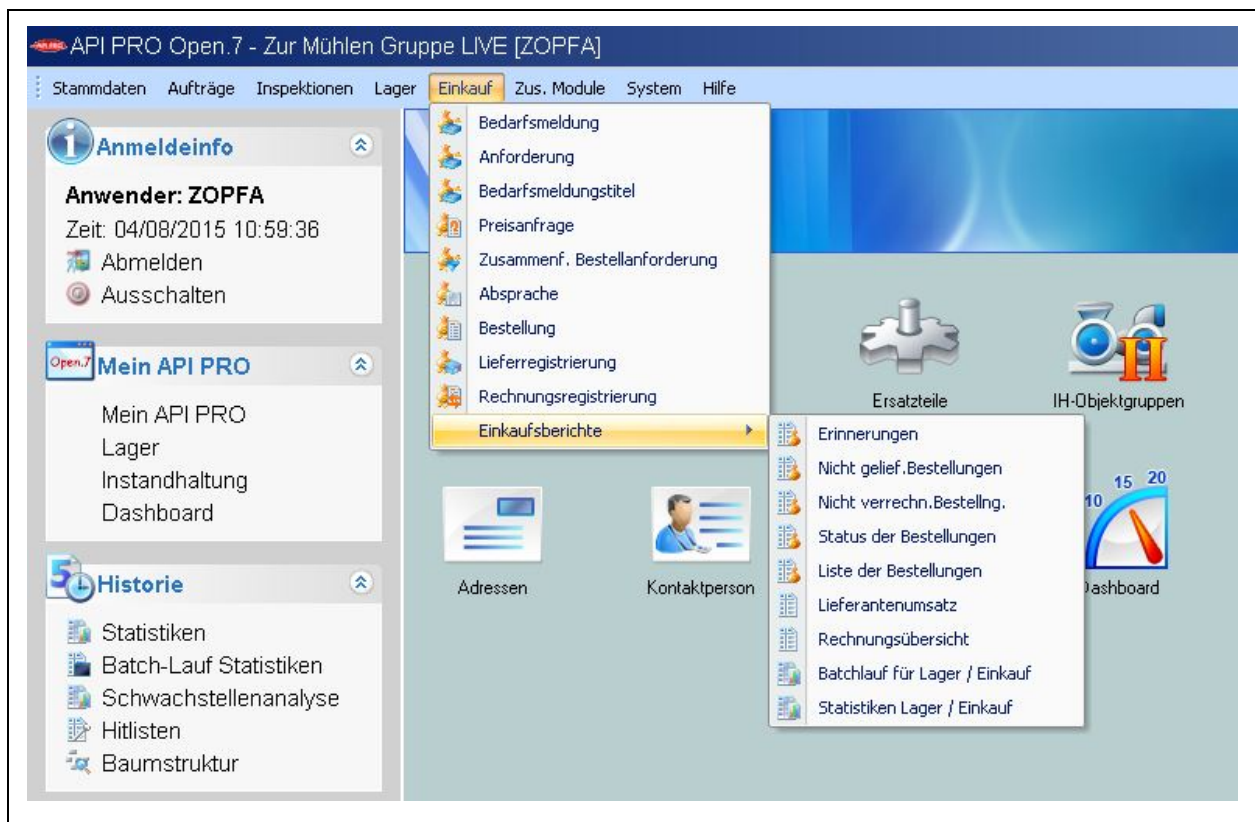 API PRO Open.7 - Zur Mühlen Gruppe LIVE [ZOPFA]
Stammdaten Aufträge Inspektionen Lager Einkauf Zus. Module System Hilfe
Anmeldeinfo
Anwender: ZOPFA
Zeit: 04/08/2015 10:59:36
Abmelden
Ausschalten
Open.7 Mein API PRO
Mein API PRO
Lager
Instandhaltung
Dashboard
Historie
Statistiken
Batch-Lauf Statistiken
Schwachstellenanalyse
Hitlisten
Baumstruktur
Bedarfsmeldung
Anforderung
Bedarfsmeldungstitel
Preisanfrage
Zusammenf. Bestellanforderung
Absprache
Bestellung
Lieferregistrierung
Rechnungsregistrierung
Einkaufsberichte
Erinnerungen
Nicht gelief.Bestellungen
Nicht verrechn.Bestellng.
Status der Bestellungen
Liste der Bestellungen
Lieferantenumsatz
Rechnungsübersicht
Batchlauf für Lager / Einkauf
Statistiken Lager / Einkauf
Ersatzteile
IH-Objektgruppen
Adressen
Kontaktperson
10 15 20
Dashboard